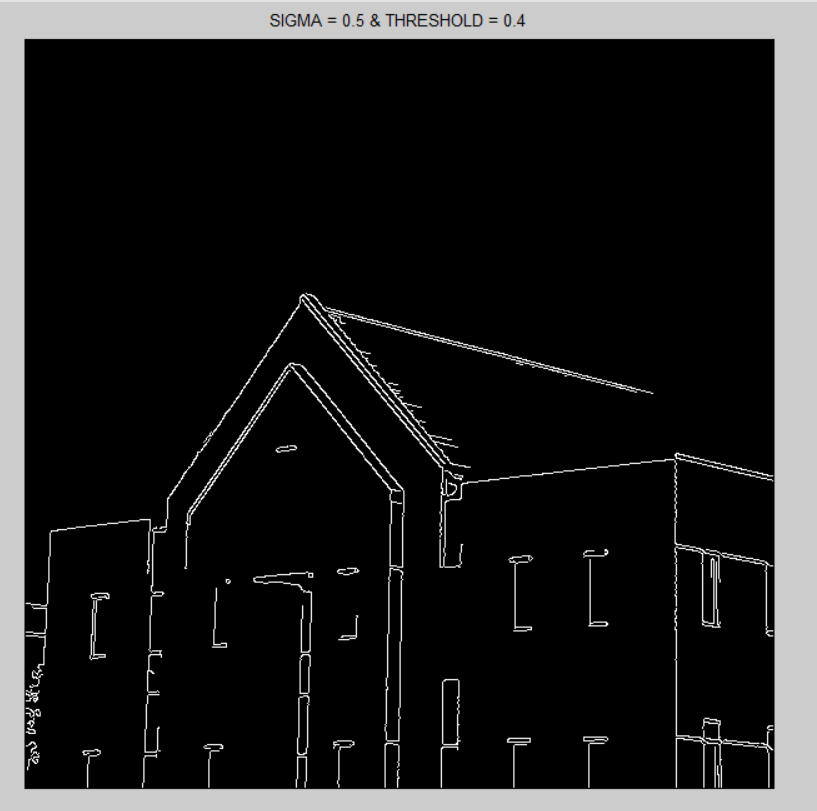 SIGMA = 0.5 & THRESHOLD = 0.4